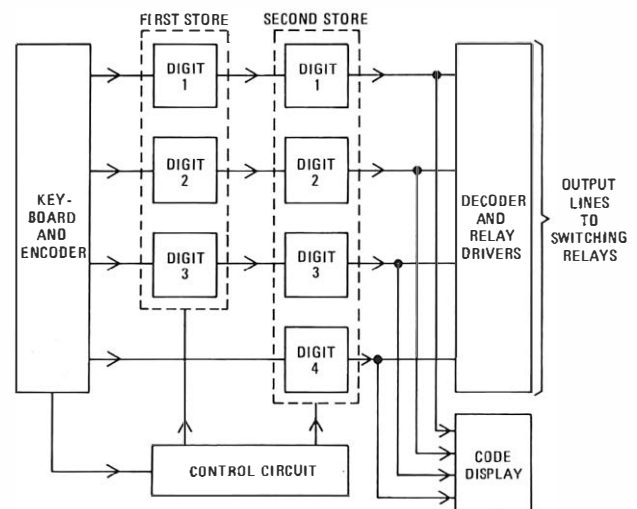 FIRST STORE
SECOND STORE
DIGIT
1
DIGIT
1
DIGIT
2
DIGIT
2
KEY-
BOARD
AND
ENCODER
DIGIT
3
DIGIT
3
DIGIT
4
DECODER
AND
RELAY
DRIVERS
OUTPUT
LINES
TO
SWITCHING
RELAYS
CONTROL CIRCUIT
CODE
DISPLAY